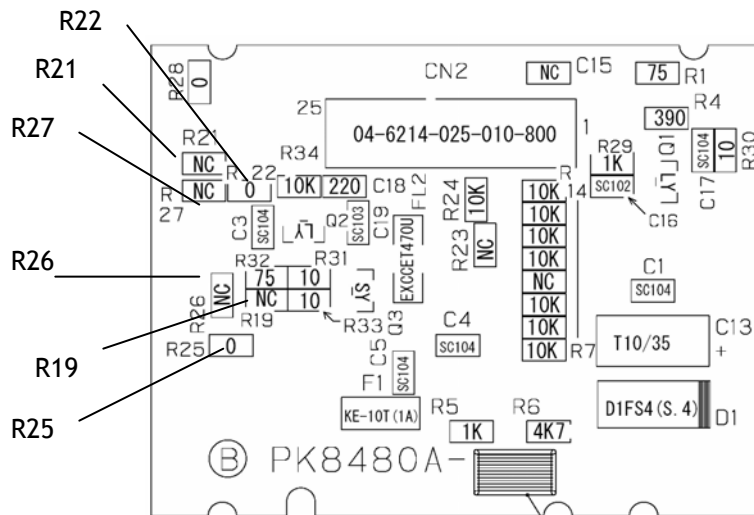 R22
R21
R27
R26
R19
R25
R28
0
CN2
NC
C15
75
R1
25
04-6214-025-010-800
1
390
R4
Q1
LY
SC104
C17
10
R30
R29
1K
SC102
C16
R21
NC
R 22
NC
0
R 27
R34
10K
220
C18
C3
SC104
LY
Q2
SC103
C19
FL2
EXCCET470U
R24
10K
R23
NC
R 14
10K
10K
10K
10K
NC
10K
10K
10K
R7
R32
75
10
R31
NC
10
R19
R33
SY
Q3
R26
NC
R25
0
C4
SC104
C5
SC104
F1
KE-10T(1A)
C1
SC104
T10/35
C13
+
D1FS4(S.4)
D1
R5
1K
R6
4K7
B PK8480A-